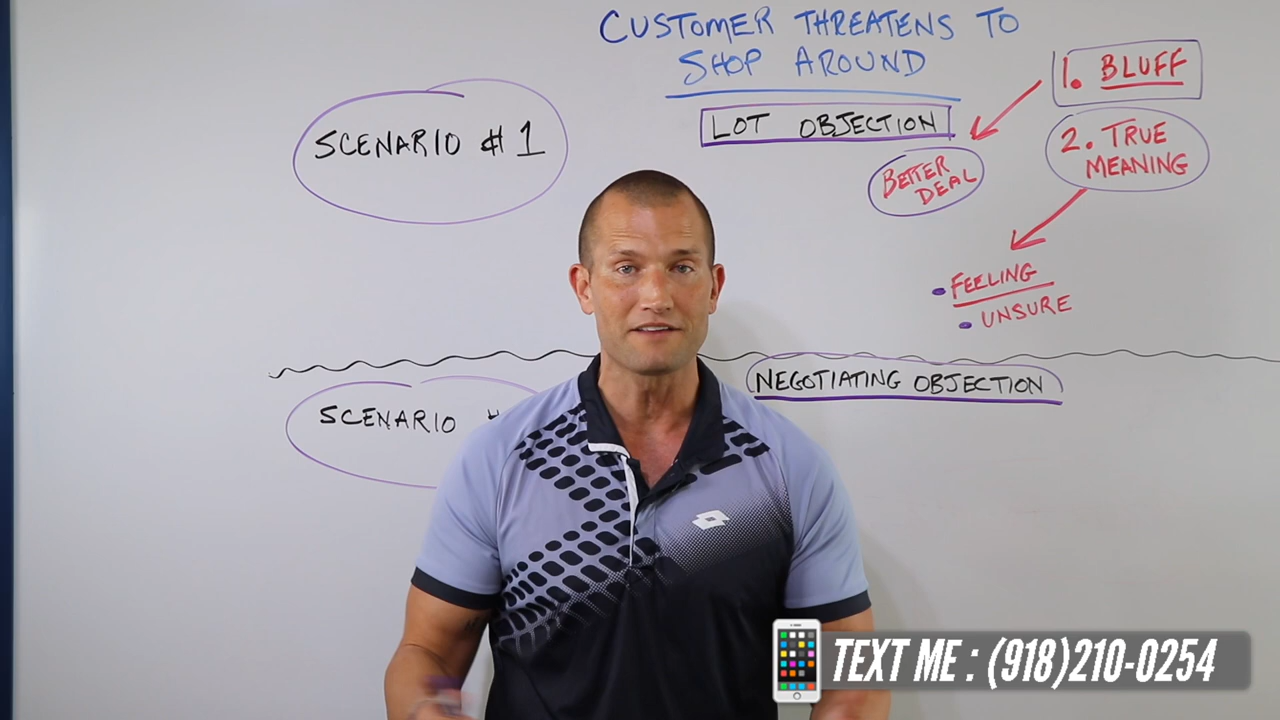 CUSTOMER THREATENS TO
SHOP AROUND
1. BLUFF
LOT OBJECTION
2. TRUE
MEANING
SCENARIO # 1
BETTER
DEAL
FEELING
UNSURE
NEGOTIATING OBJECTION
SCENARIO #
TEXT ME : (918)210-0254